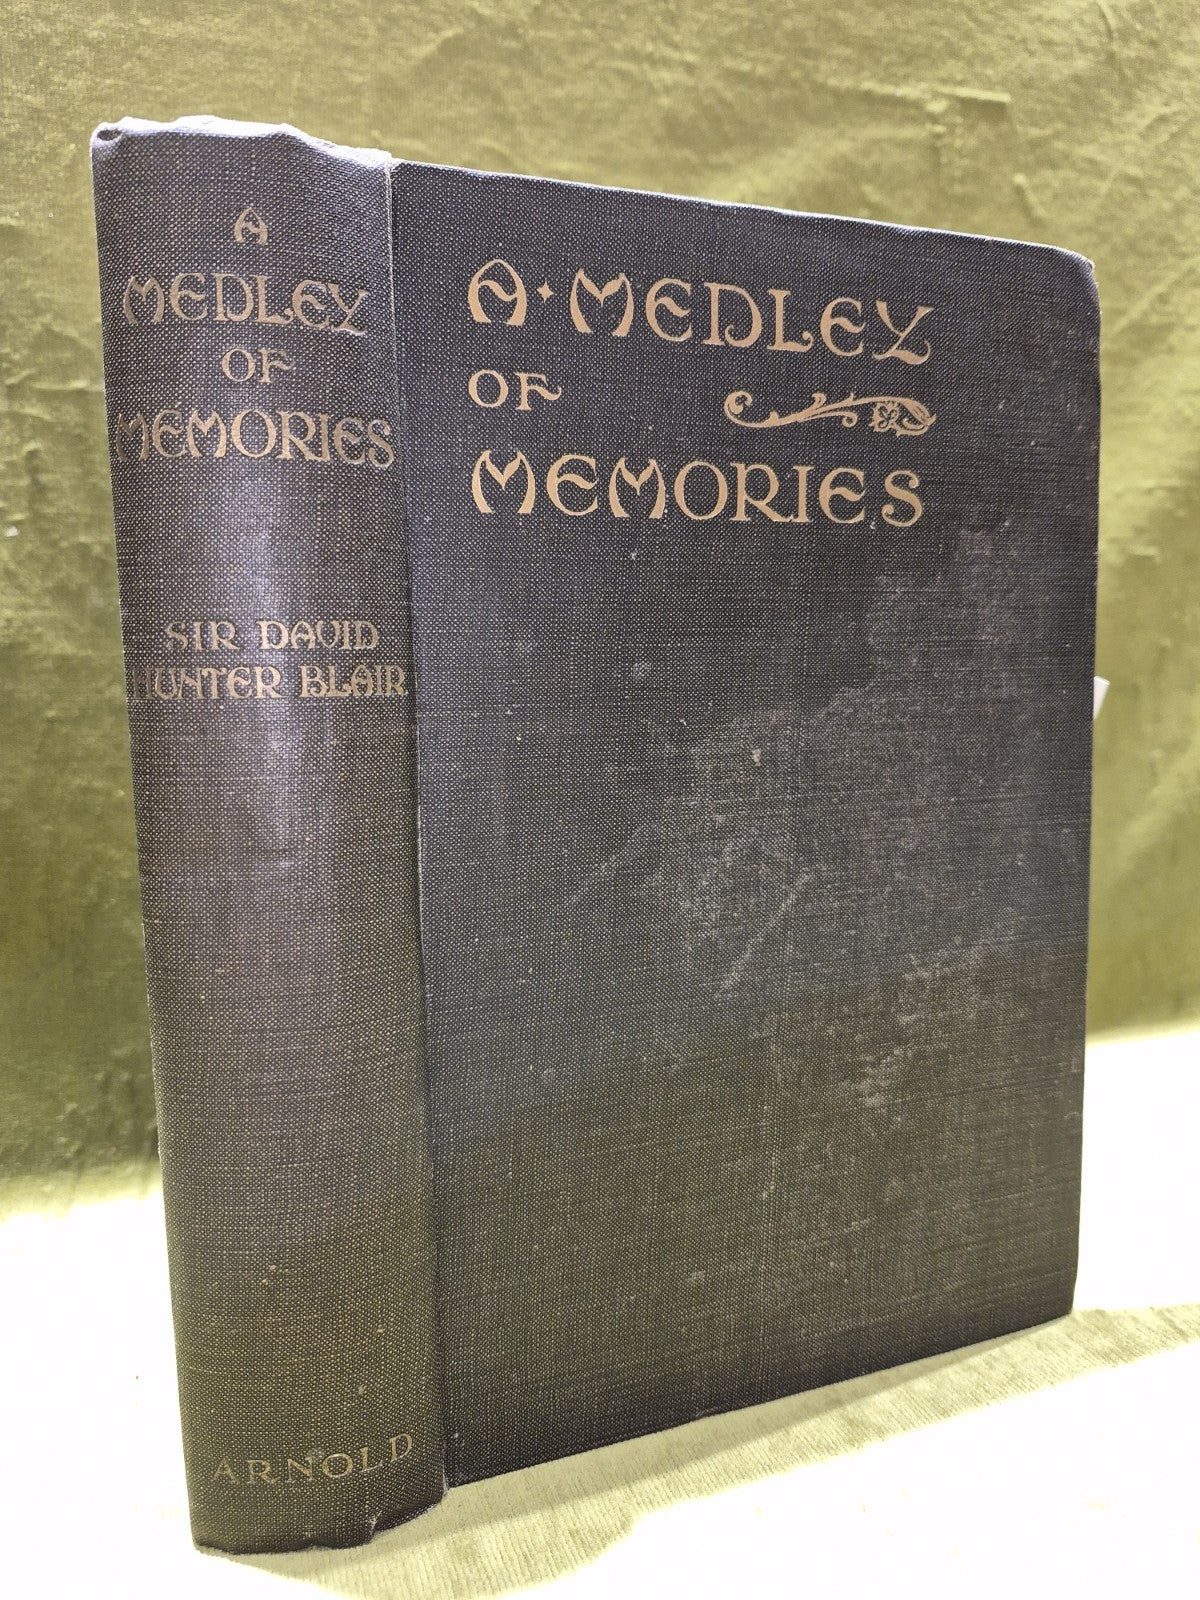 A
MEDLEY
OF
MEMORIES
SIR DAVID
HUNTER BLAIR
ARNOLD
A·MEDLEY
OF
MEMORIES